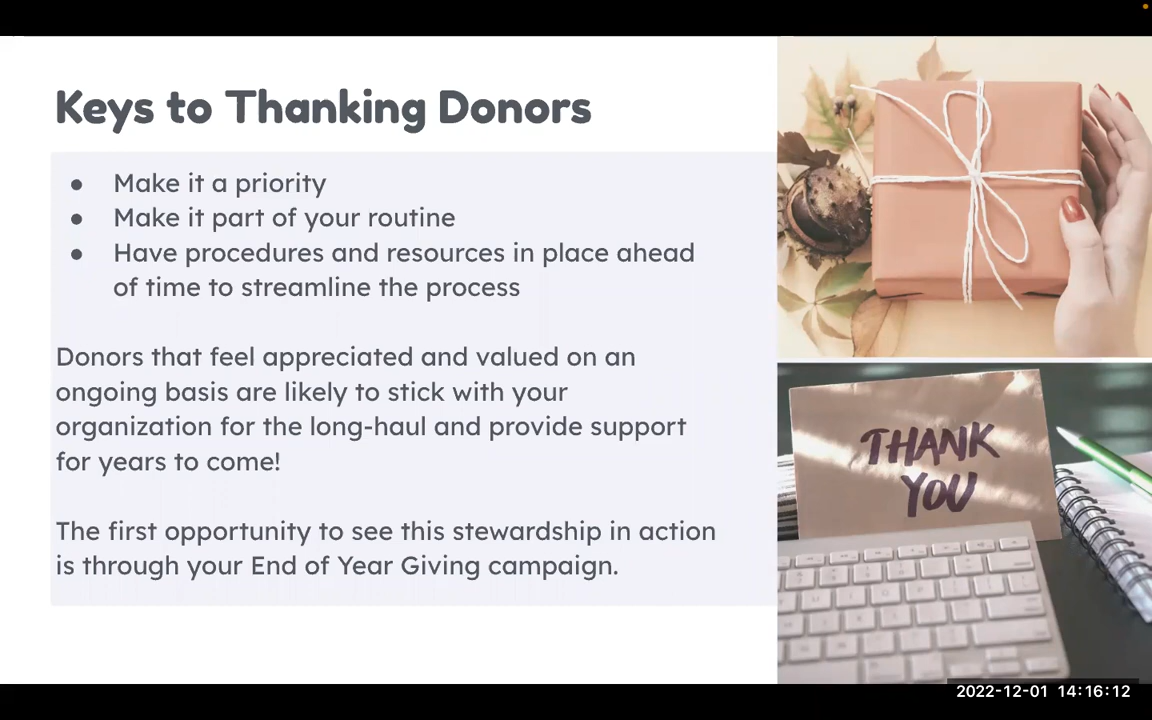 Keys to Thanking Donors
● Make it a priority
● Make it part of your routine
● Have procedures and resources in place ahead
of time to streamline the process
Donors that feel appreciated and valued on an
ongoing basis are likely to stick with your
organization for the long-haul and provide support
for years to come!
The first opportunity to see this stewardship in action
is through your End of Year Giving campaign.
THANK
YOU
2022-12-01 14:16:12